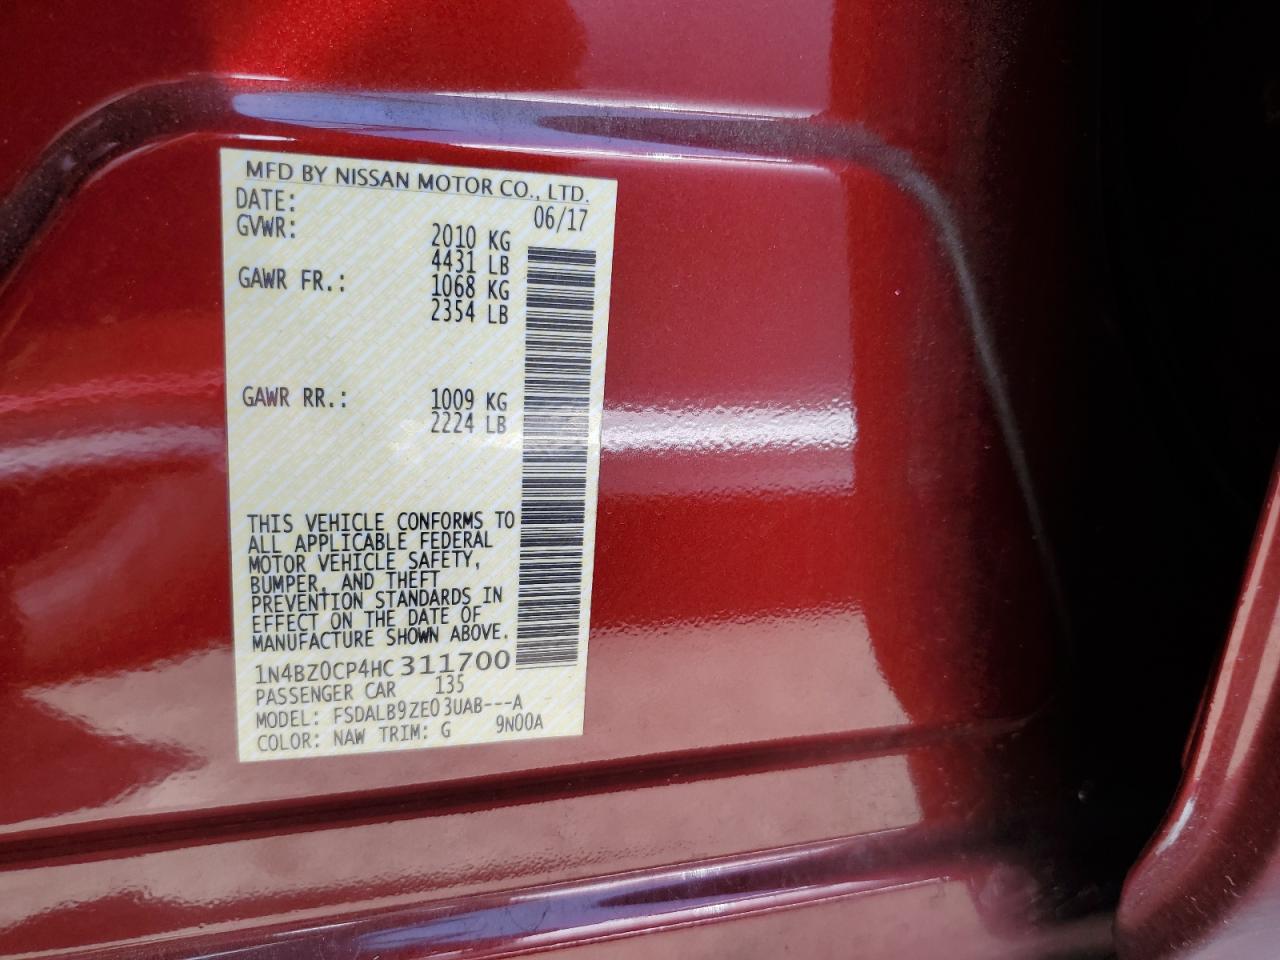 MFD BY NISSAN MOTOR CO., LTD.
DATE: 06/17
GVWR: 2010 KG
4431 LB
GAWR FR.: 1068 KG
2354 LB
GAWR RR.: 1009 KG
2224 LB
THIS VEHICLE CONFORMS TO
ALL APPLICABLE FEDERAL
MOTOR VEHICLE SAFETY,
BUMPER, AND THEFT
PREVENTION STANDARDS IN
EFFECT ON THE DATE OF
MANUFACTURE SHOWN ABOVE.
1N4BZ0CP4HC311700
PASSENGER CAR 135
MODEL: FSDALB9ZE03UAB---A
COLOR: NAW TRIM: G 9N00A